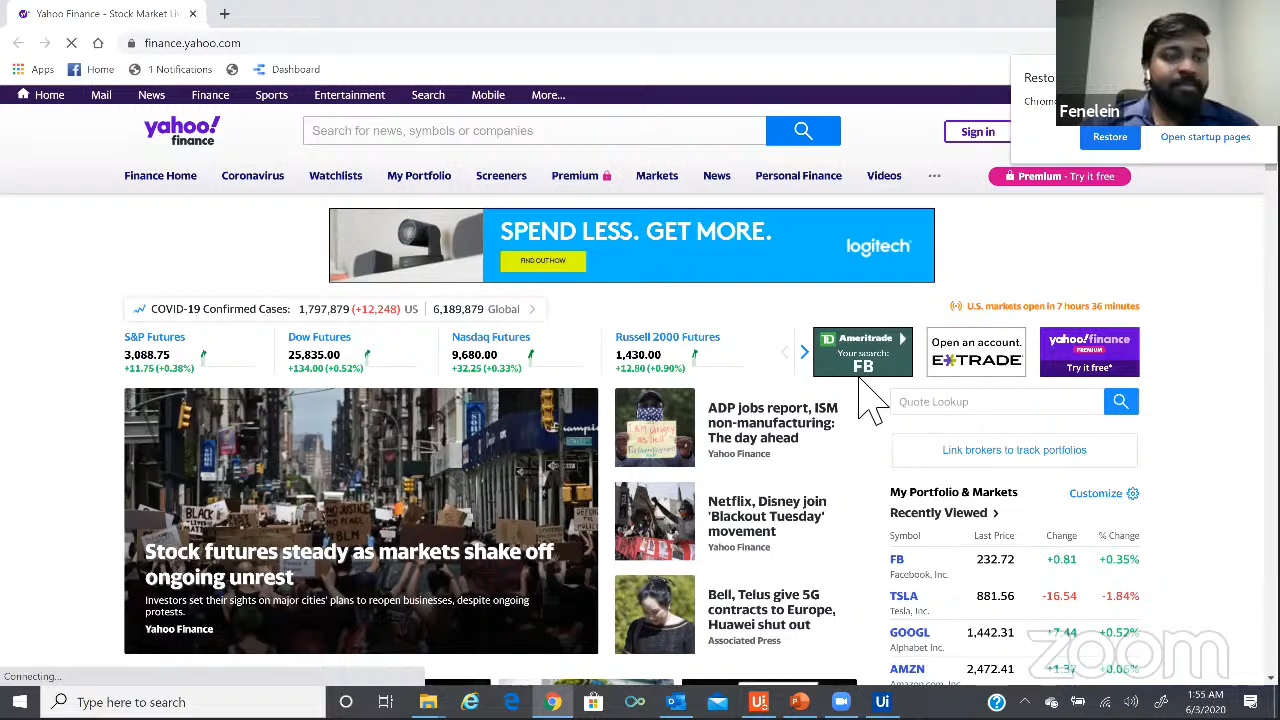 finance.yahoo.com
Apps
Home
1 Notifications
Dashboard
Resto
Chrom
Fenelein
Restore
Open startup pages
Home
Mail
News
Finance
Sports
Entertainment
Search
Mobile
More...
yahoo!
finance
Search for news, symbols or companies
Sign in
Finance Home
Coronavirus
Watchlists
My Portfolio
Screeners
Premium
Markets
News
Personal Finance
Videos
Premium - Try it free
SPEND LESS. GET MORE.
FIND OUT HOW
logitech
COVID-19 Confirmed Cases: 1,797,879 (+12,248) US
6,189,879 Global
U.S. markets open in 7 hours 36 minutes
S&P Futures
3,088.75
+11.75 (+0.38%)
Dow Futures
25,835.00
+134.00 (+0.52%)
Nasdaq Futures
9,680.00
+32.25 (+0.33%)
Russell 2000 Futures
1,430.00
+12.80 (+0.90%)
TD Ameritrade
Your search:
FB
Open an account.
E*TRADE
yahoo!finance
PREMIUM
Try it free*
Quote Lookup
Link brokers to track portfolios
Stock futures steady as markets shake off
ongoing unrest
Investors set their sights on major cities' plans to reopen businesses, despite ongoing
protests.
Yahoo Finance
ADP jobs report, ISM
non-manufacturing:
The day ahead
Yahoo Finance
Netflix, Disney join
'Blackout Tuesday'
movement
Yahoo Finance
Bell, Telus give 5G
contracts to Europe,
Huawei shut out
Associated Press
My Portfolio & Markets
Customize
Recently Viewed
Symbol Last Price Change % Change
FB 232.72 +0.81 +0.35%
Facebook, Inc.
TSLA 881.56 -16.54 -1.84%
Tesla, Inc.
GOOGL 1,442.31 +7.44 +0.52%
Alphabet Inc.
AMZN 2,472.41 +1.37 +0.06%
Amazon.com, Inc.
zoom
Connecting...
Type here to search
1:55 AM
6/3/2020